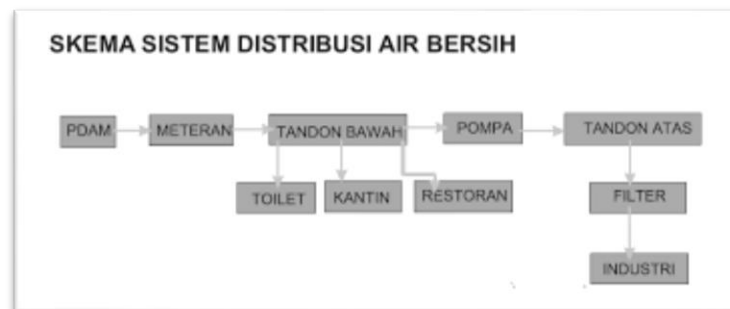 SKEMA SISTEM DISTRIBUSI AIR BERSIH
PDAM
METERAN
TANDON BAWAH
POMPA
TANDON ATAS
TOILET
KANTIN
RESTORAN
FILTER
INDUSTRI